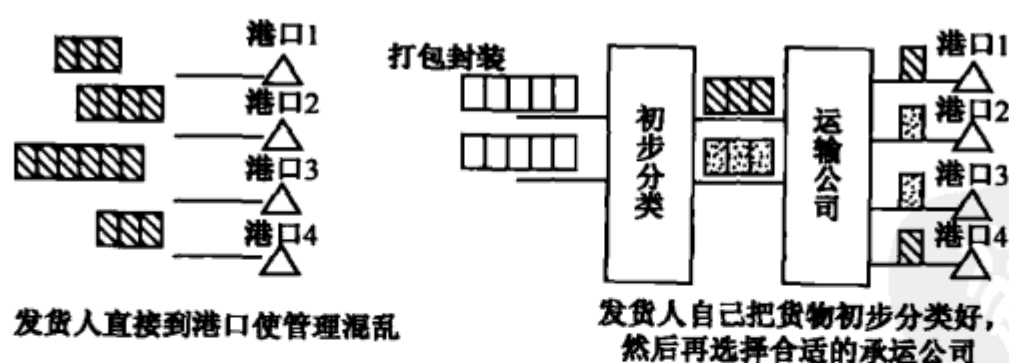 港口1
港口2
港口3
港口4
发货人直接到港口使管理混乱
打包封装
初步分类
运输公司
港口1
港口2
港口3
港口4
发货人自己把货物初步分类好，
然后再选择合适的承运公司